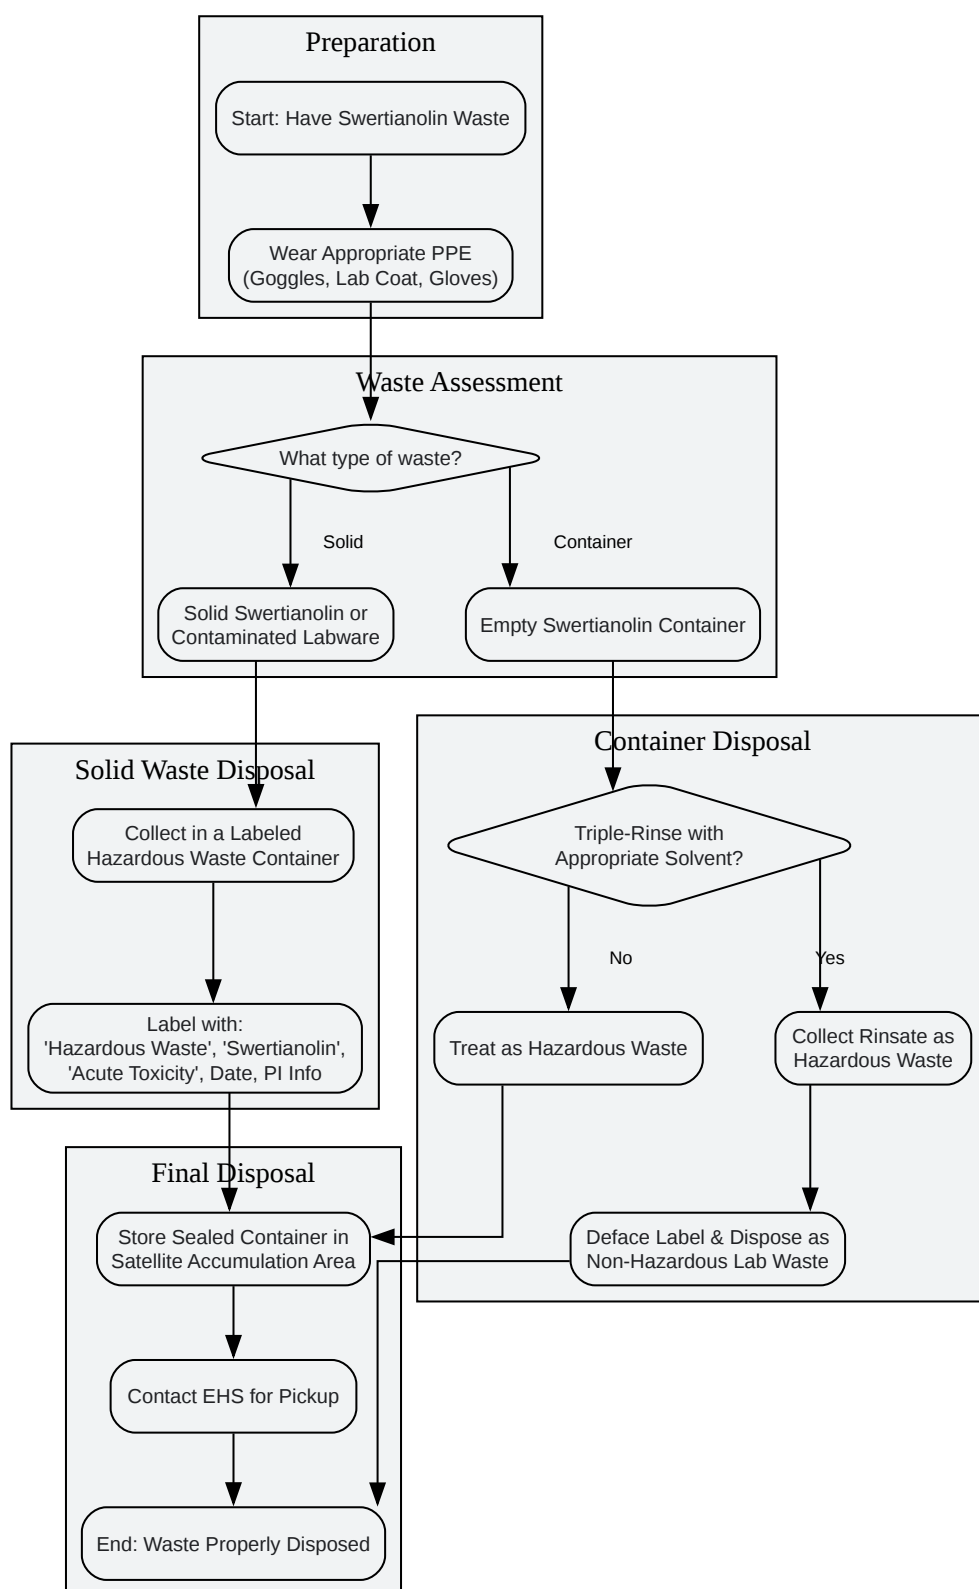 Preparation
Start: Have Swertianolin Waste
Wear Appropriate PPE
(Goggles, Lab Coat, Gloves)
Waste Assessment
What type of waste?
Solid
Container
Solid Swertianolin or
Contaminated Labware
Empty Swertianolin Container
Solid Waste Disposal
Collect in a Labeled
Hazardous Waste Container
Label with:
'Hazardous Waste', 'Swertianolin',
'Acute Toxicity', Date, PI Info
Container Disposal
Triple-Rinse with
Appropriate Solvent?
No
Yes
Treat as Hazardous Waste
Collect Rinsate as
Hazardous Waste
Deface Label & Dispose as
Non-Hazardous Lab Waste
Final Disposal
Store Sealed Container in
Satellite Accumulation Area
Contact EHS for Pickup
End: Waste Properly Disposed